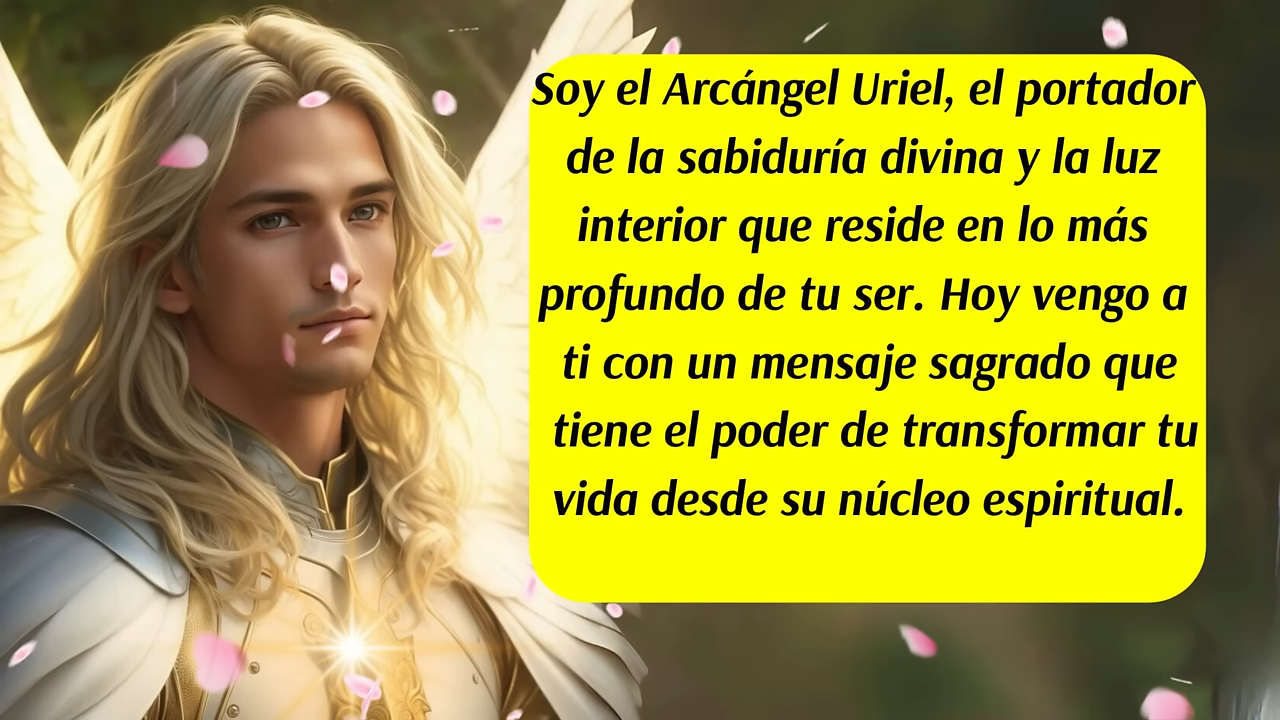 Soy el Arcángel Uriel, el portador
de la sabiduría divina y la luz
interior que reside en lo más
profundo de tu ser. Hoy vengo a
ti con un mensaje sagrado que
tiene el poder de transformar tu
vida desde su núcleo espiritual.